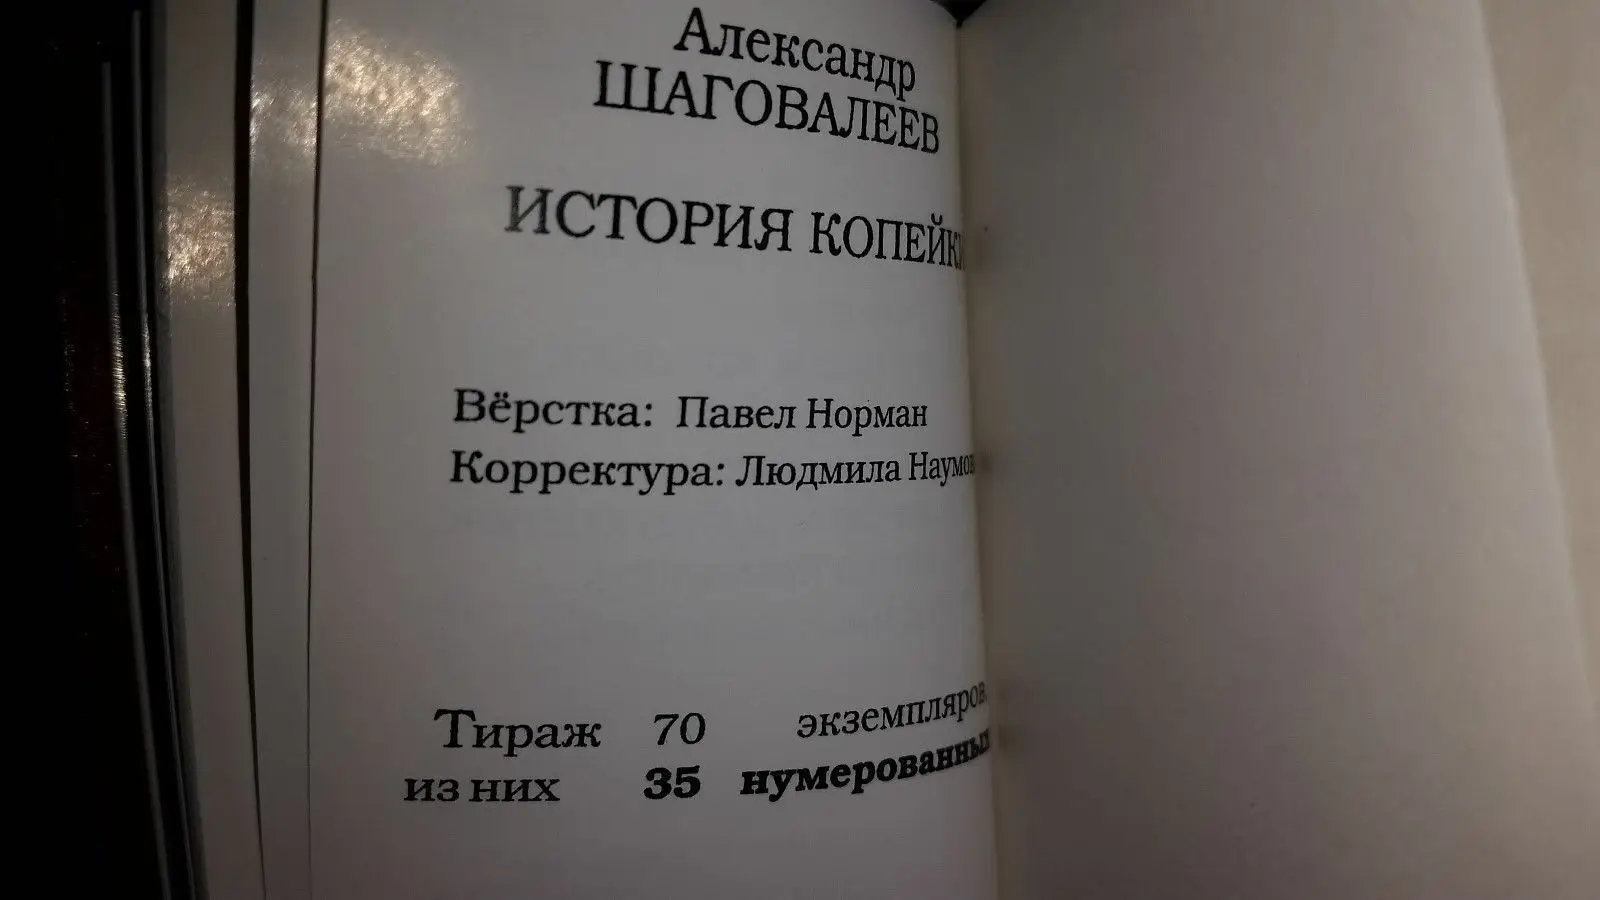 Александр
ШАГОВАЛЕЕВ
ИСТОРИЯ КОПЕЙКИ
Вёрстка: Павел Норман
Корректура: Людмила
Тираж 70 экземпляров,
из них 35 нумерованных